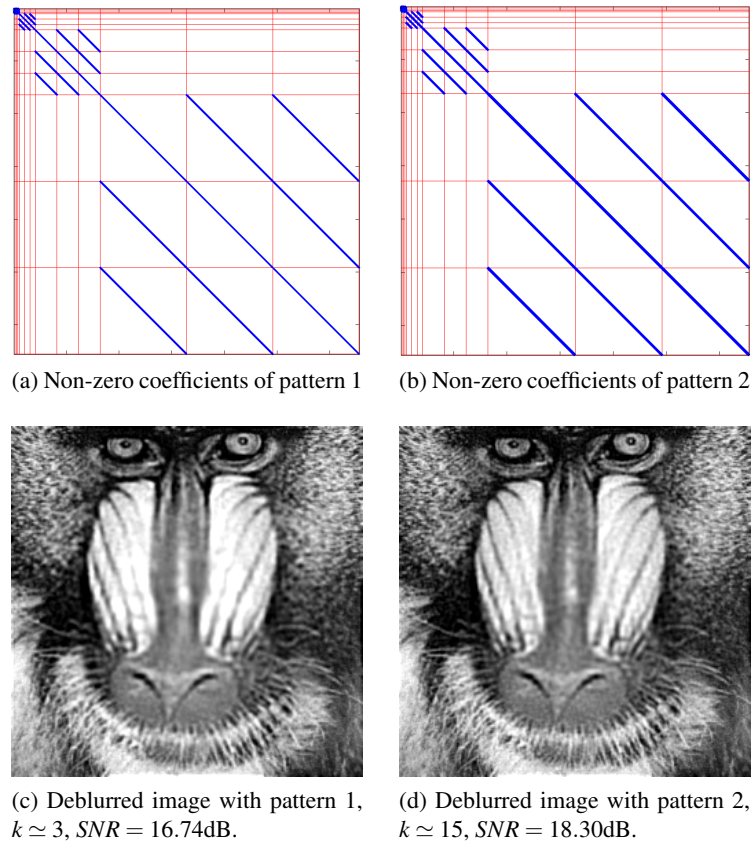 (a) Non-zero coefficients of pattern 1
(b) Non-zero coefficients of pattern 2
(c) Deblurred image with pattern 1,
k ≃ 3, SNR = 16.74dB.
(d) Deblurred image with pattern 2,
k ≃ 15, SNR = 18.30dB.